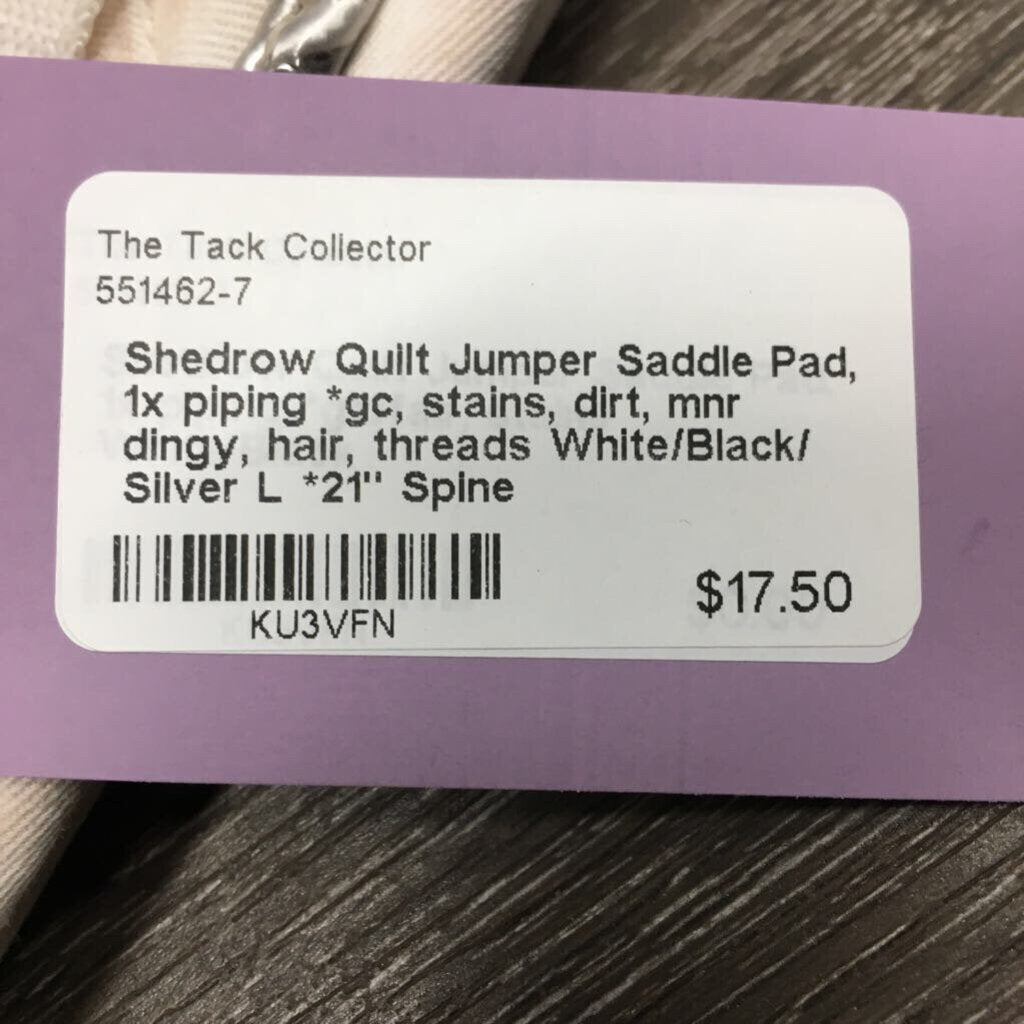 The Tack Collector
551462-7
Shedrow Quilt Jumper Saddle Pad,
1x piping *gc, stains, dirt, mnr
dingy, hair, threads White/Black/
Silver L *21" Spine
KU3VFN
$17.50